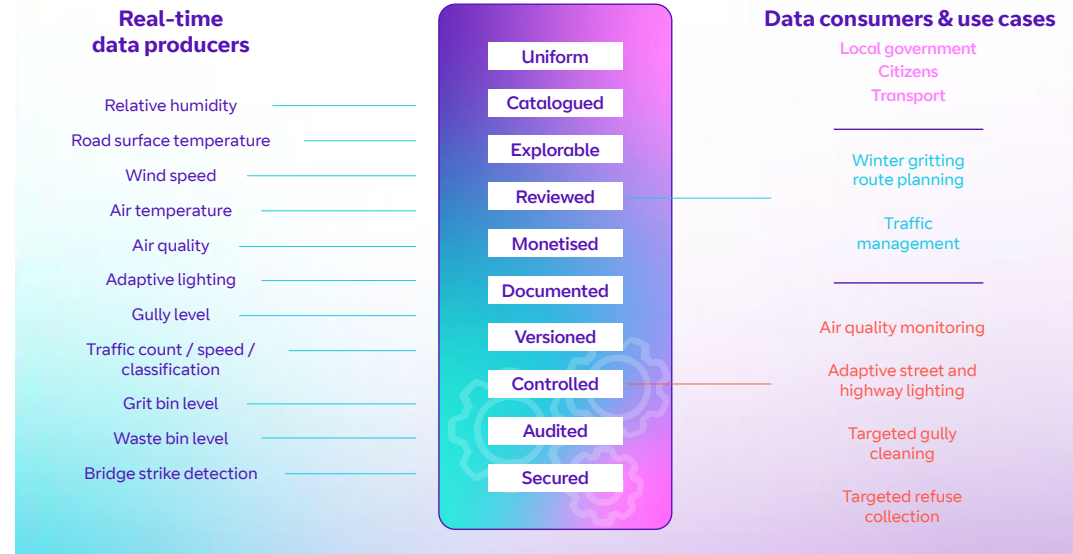 Real-time
data producers
Relative humidity
Road surface temperature
Wind speed
Air temperature
Air quality
Adaptive lighting
Gully level
Traffic count / speed /
classification
Grit bin level
Waste bin level
Bridge strike detection
Uniform
Catalogued
Explorable
Reviewed
Monetised
Documented
Versioned
Controlled
Audited
Secured
Data consumers & use cases
Local government
Citizens
Transport
Winter gritting
route planning
Traffic
management
Air quality monitoring
Adaptive street and
highway lighting
Targeted gully
cleaning
Targeted refuse
collection